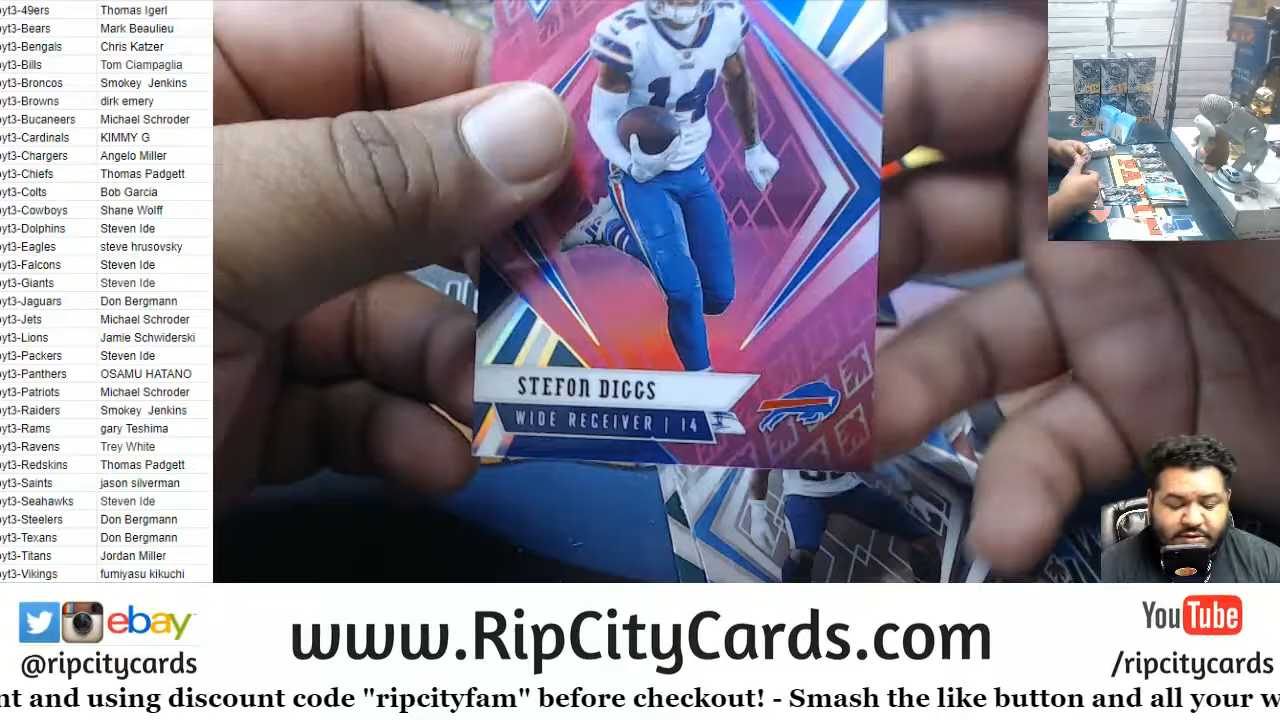 yt3-49ers Thomas Igerl
yt3-Bears Mark Beaulieu
yt3-Bengals Chris Katzer
yt3-Bills Tom Ciampaglia
yt3-Broncos Smokey Jenkins
yt3-Browns dirk emery
yt3-Bucaneers Michael Schroder
yt3-Cardinals KIMMY G
yt3-Chargers Angelo Miller
yt3-Chiefs Thomas Padgett
yt3-Colts Bob Garcia
yt3-Cowboys Shane Wolff
yt3-Dolphins Steven Ide
yt3-Eagles steve hrusovsky
yt3-Falcons Steven Ide
yt3-Giants Steven Ide
yt3-Jaguars Don Bergmann
yt3-Jets Michael Schroder
yt3-Lions Jamie Schwiderski
yt3-Packers Steven Ide
yt3-Panthers OSAMU HATANO
yt3-Patriots Michael Schroder
yt3-Raiders Smokey Jenkins
yt3-Rams gary Teshima
yt3-Ravens Trey White
yt3-Redskins Thomas Padgett
yt3-Saints jason silverman
yt3-Seahawks Steven Ide
yt3-Steelers Don Bergmann
yt3-Texans Don Bergmann
yt3-Titans Jordan Miller
yt3-Vikings fumiyasu kikuchi
14
14
STEFON DIGGS
WIDE RECEIVER | 14
ebay
@ripcitycards
www.RipCityCards.com
YouTube
/ripcitycards
nt and using discount code "ripcityfam" before checkout! - Smash the like button and all your w